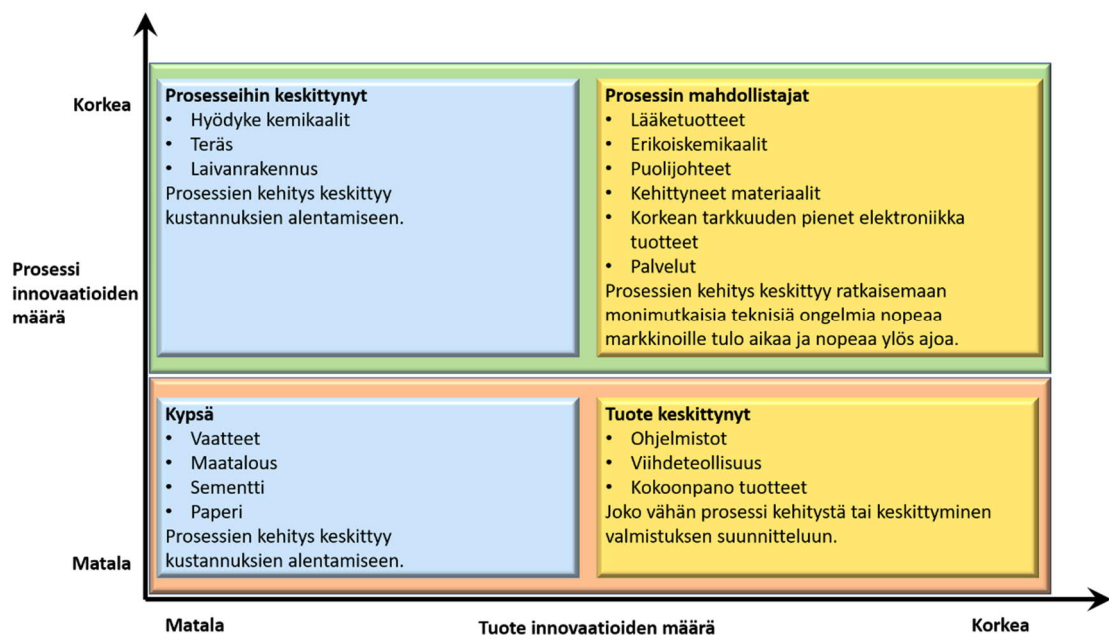 Korkea
Prosessi
innovaatioiden
määrä
Matala
Prosesseihin keskittynyt
• Hyödyke kemikaalit
• Teräs
• Laivanrakennus
Prosessien kehitys keskittyy
kustannuksien alentamiseen.
Prosessin mahdollistajat
• Lääketuotteet
• Erikoiskemikaalit
• Puolijohteet
• Kehittyneet materiaalit
• Korkean tarkkuuden pienet elektroniikka
tuotteet
• Palvelut
Prosessien kehitys keskittyy ratkaisemaan
monimutkaisia teknisiä ongelmia nopeaa
markkinoille tulo aikaa ja nopeaa ylös ajoa.
Kypsä
• Vaatteet
• Maatalous
• Sementti
• Paperi
Prosessien kehitys keskittyy
kustannuksien alentamiseen.
Tuote keskittynyt
• Ohjelmistot
• Viihdeteollisuus
• Kokoonpano tuotteet
Joko vähän prosessi kehitystä tai keskittyminen
valmistuksen suunnitteluun.
Matala
Tuote innovaatioiden määrä
Korkea